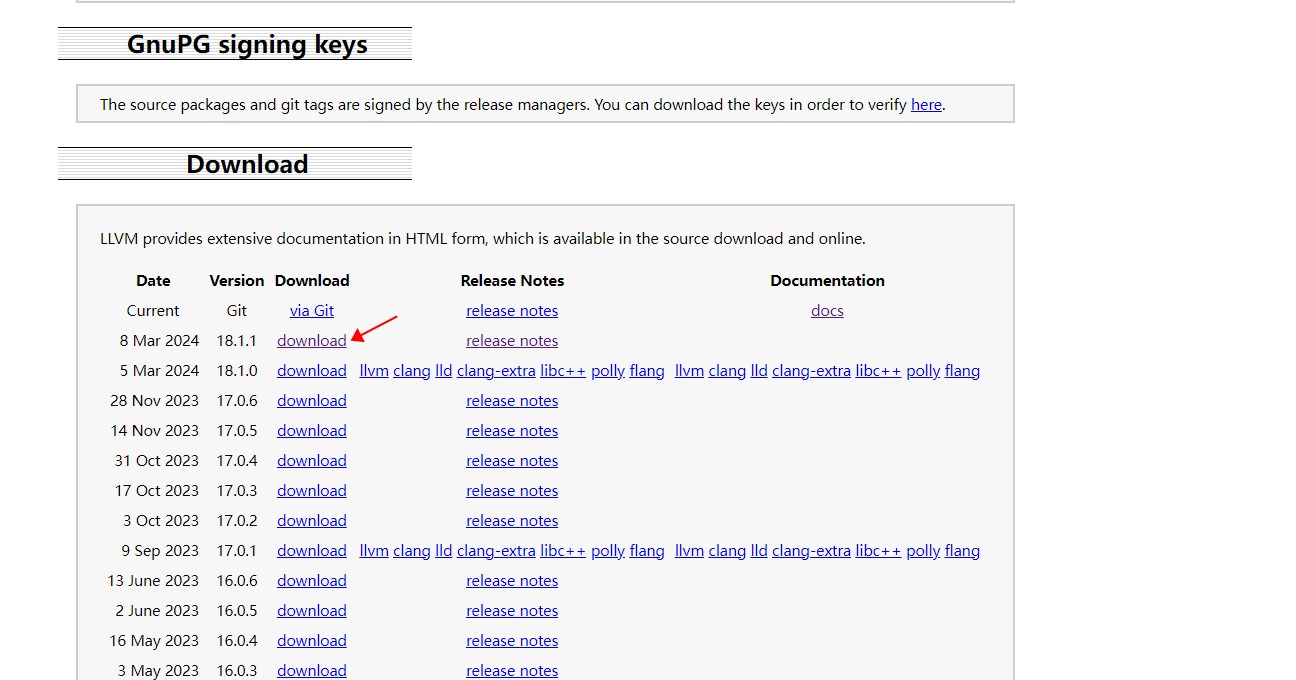 GnuPG signing keys
The source packages and git tags are signed by the release managers. You can download the keys in order to verify here.
Download
LLVM provides extensive documentation in HTML form, which is available in the source download and online.
Date Version Download Release Notes Documentation
Current Git via Git release notes docs
8 Mar 2024 18.1.1 download release notes
5 Mar 2024 18.1.0 download llvm clang lld clang-extra libc++ polly flang llvm clang lld clang-extra libc++ polly flang
28 Nov 2023 17.0.6 download release notes
14 Nov 2023 17.0.5 download release notes
31 Oct 2023 17.0.4 download release notes
17 Oct 2023 17.0.3 download release notes
3 Oct 2023 17.0.2 download release notes
9 Sep 2023 17.0.1 download llvm clang lld clang-extra libc++ polly flang llvm clang lld clang-extra libc++ polly flang
13 June 2023 16.0.6 download release notes
2 June 2023 16.0.5 download release notes
16 May 2023 16.0.4 download release notes
3 May 2023 16.0.3 download release notes